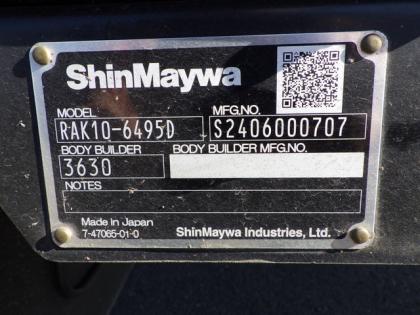 ShinMaywa
MODEL MFG.NO.
RAK10-6495D S2406000707
BODY BUILDER BODY BUILDER MFG.NO.
3630
NOTES
Made in Japan
7-47065-01-0 ShinMaywa Industries, Ltd.